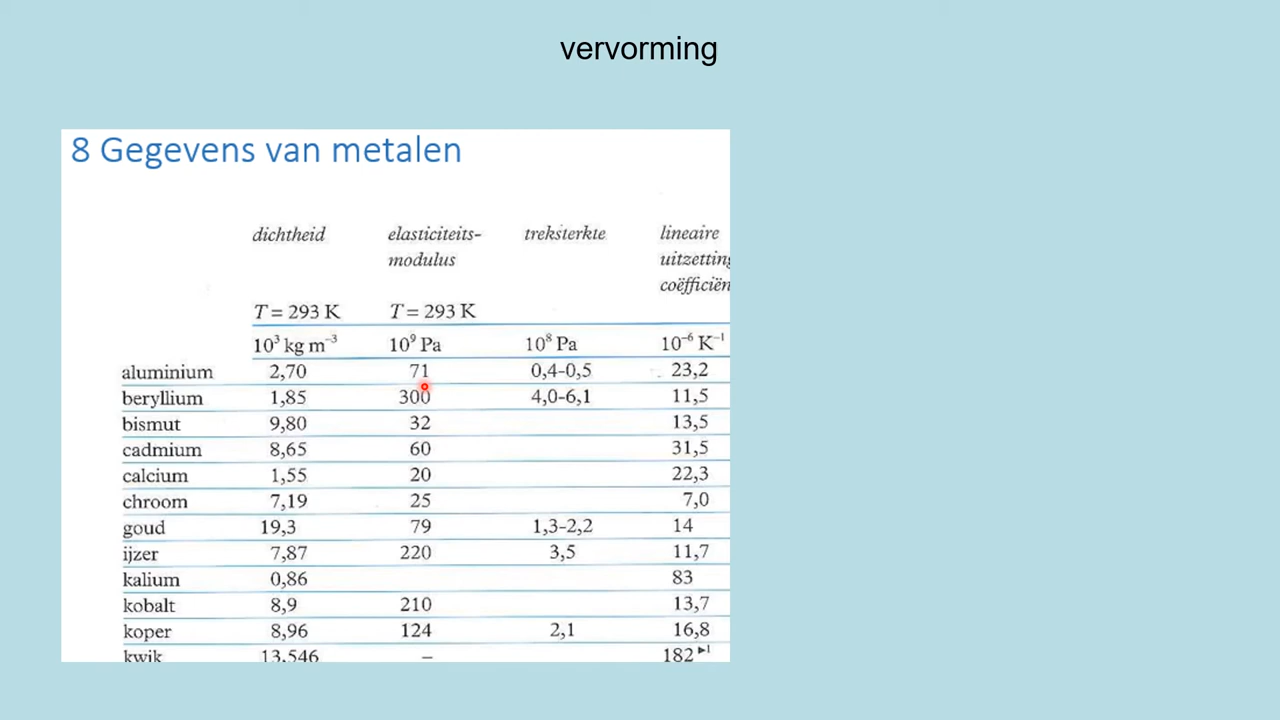 vervorming
8 Gegevens van metalen
dichtheid elasticiteits- treksterkte lineaire
modulus uitzetting
coëfficiën
T = 293 K T = 293 K
10³ kg m⁻³ 10⁹ Pa 10⁸ Pa 10⁻⁶ K⁻¹
aluminium 2,70 71 0,4-0,5 23,2
beryllium 1,85 300 4,0-6,1 11,5
bismut 9,80 32 13,5
cadmium 8,65 60 31,5
calcium 1,55 20 22,3
chroom 7,19 25 7,0
goud 19,3 79 1,3-2,2 14
ijzer 7,87 220 3,5 11,7
kalium 0,86 83
kobalt 8,9 210 13,7
koper 8,96 124 2,1 16,8
kwik 13,546 – 182 ▸¹